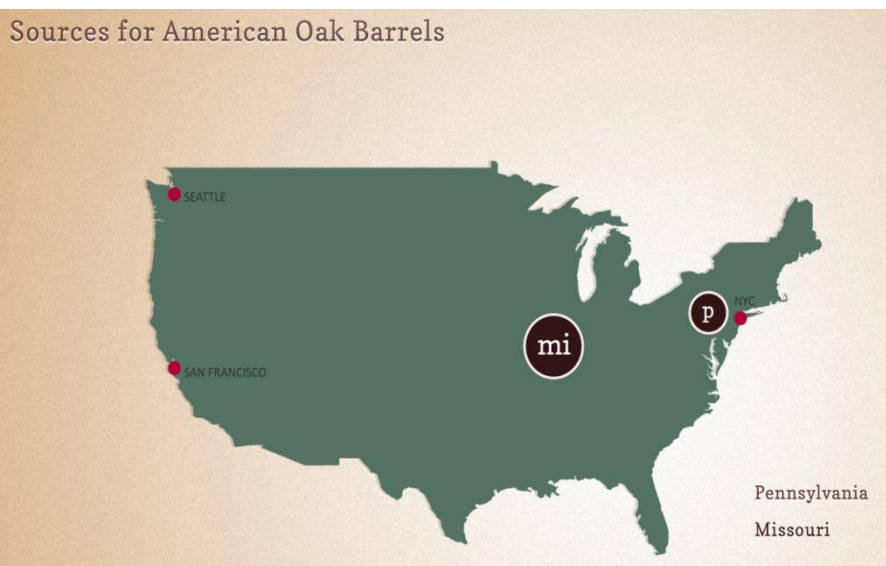 Sources for American Oak Barrels
SEATTLE
NYC
p
mi
SAN FRANCISCO
Pennsylvania
Missouri